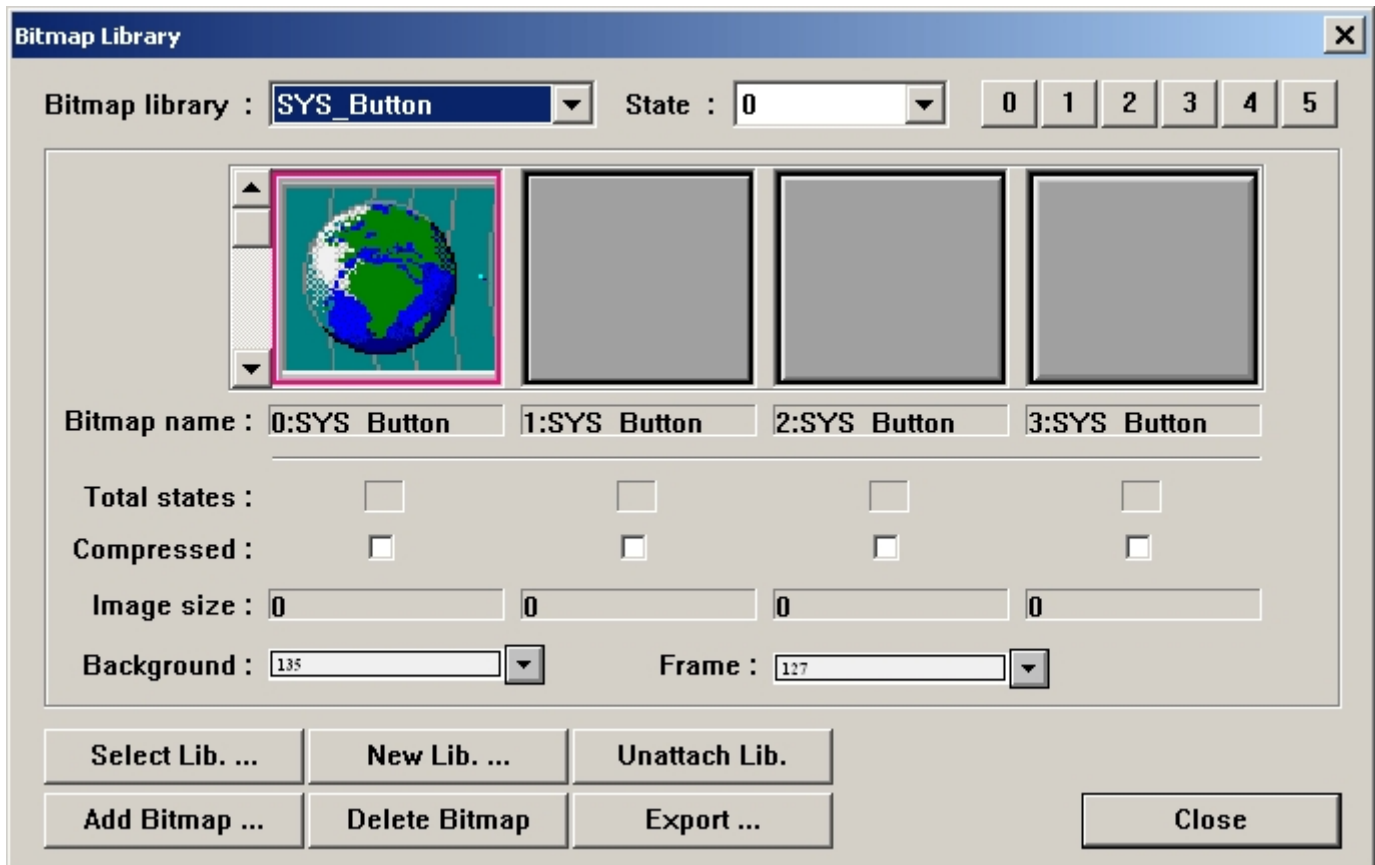 Bitmap Library
Bitmap library : SYS_Button State : 0 0 1 2 3 4 5
Bitmap name : 0:SYS Button 1:SYS Button 2:SYS Button 3:SYS Button
Total states :
Compressed :
Image size : 0 0 0 0
Background : 135 Frame : 127
Select Lib. ... New Lib. ... Unattach Lib.
Add Bitmap ... Delete Bitmap Export ... Close